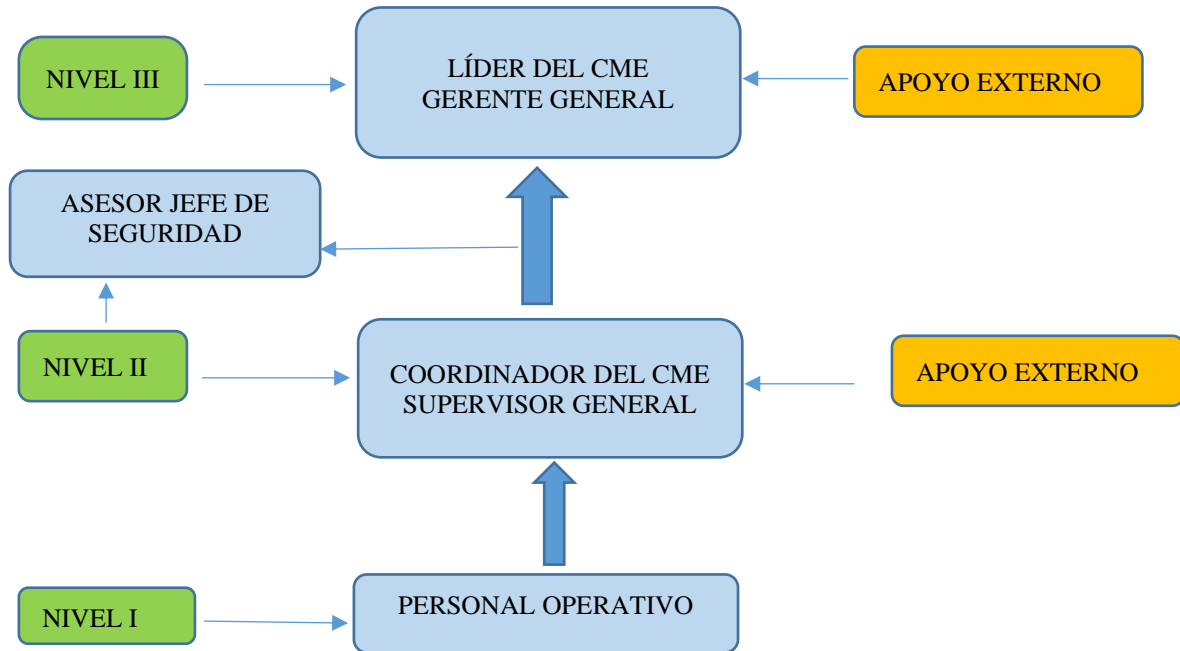 NIVEL III
LÍDER DEL CME
GERENTE GENERAL
APOYO EXTERNO
ASESOR JEFE DE
SEGURIDAD
NIVEL II
COORDINADOR DEL CME
SUPERVISOR GENERAL
APOYO EXTERNO
NIVEL I
PERSONAL OPERATIVO